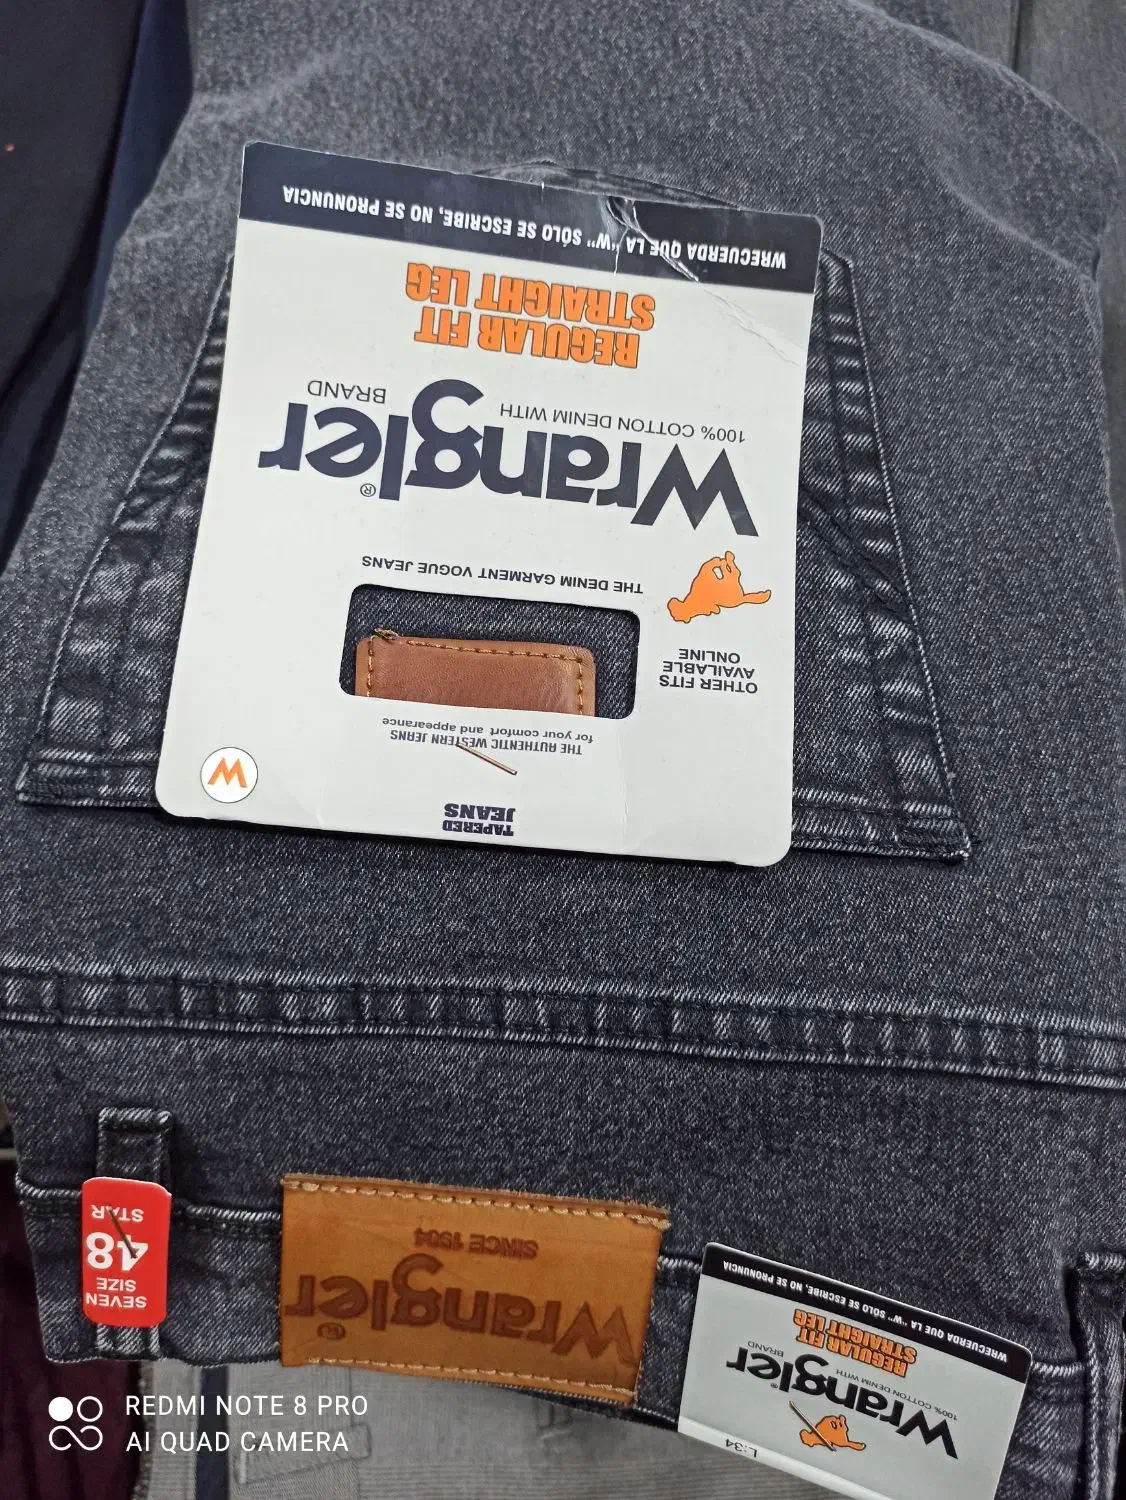 TAPERED
JEANS
THE AUTHENTIC WESTERN JEANS
for your comfort and appearance
W
OTHER FITS
AVAILABLE
ONLINE
THE DENIM GARMENT VOGUE JEANS
Wrangler®
100% COTTON DENIM WITH
BRAND
REGULAR FIT
STRAIGHT LEG
WRECUERDA QUE LA "W" SÓLO SE ESCRIBE, NO SE PRONUNCIA
L:34
Wrangler®
100% COTTON DENIM WITH
BRAND
REGULAR FIT
STRAIGHT LEG
WRECUERDA QUE LA "W" SÓLO SE ESCRIBE, NO SE PRONUNCIA
Wrangler®
SINCE 1904
SEVEN
SIZE
48
STAR
REDMI NOTE 8 PRO
AI QUAD CAMERA